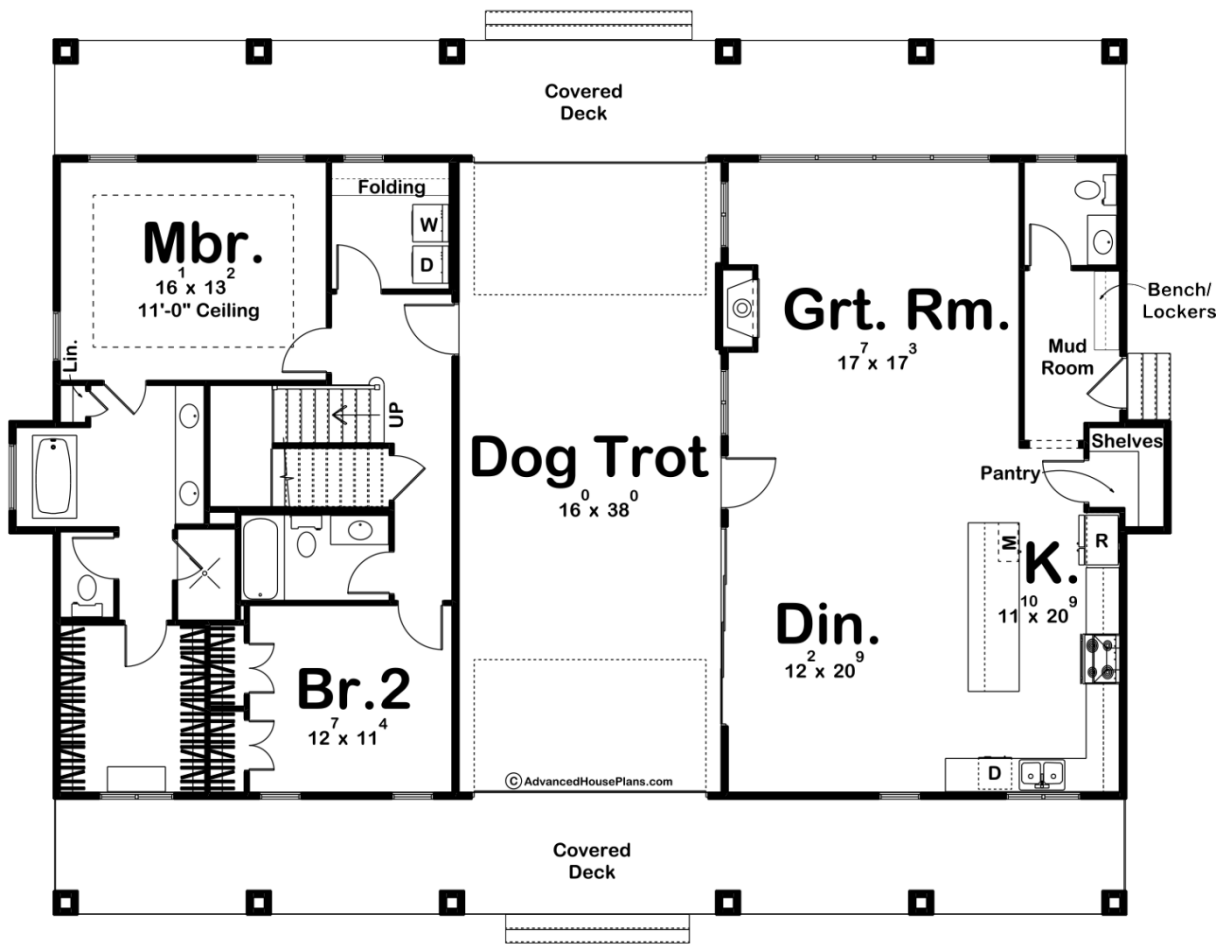 Covered
Deck
Folding
W
D
Mbr.
16¹ x 13²
11'-0" Ceiling
Lin.
UP
Grt. Rm.
17⁷ x 17³
Bench/
Lockers
Mud
Room
Shelves
Pantry
Dog Trot
16⁰ x 38⁰
M
R
K.
11¹⁰ x 20⁹
Din.
12² x 20⁹
Br.2
12⁷ x 11⁴
D
© AdvancedHousePlans.com
Covered
Deck